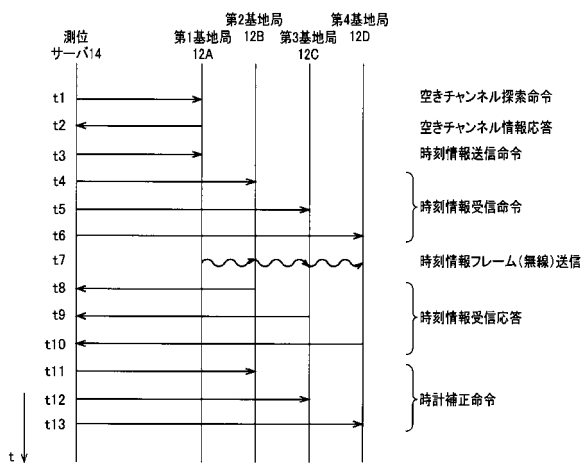 測位
サーバ14
第1基地局
12A
第2基地局
12B
第3基地局
12C
第4基地局
12D
t1
空きチャンネル探索命令
t2
空きチャンネル情報応答
t3
時刻情報送信命令
t4
t5
時刻情報受信命令
t6
t7
時刻情報フレーム(無線)送信
t8
t9
時刻情報受信応答
t10
t11
t12
時計補正命令
t13
t